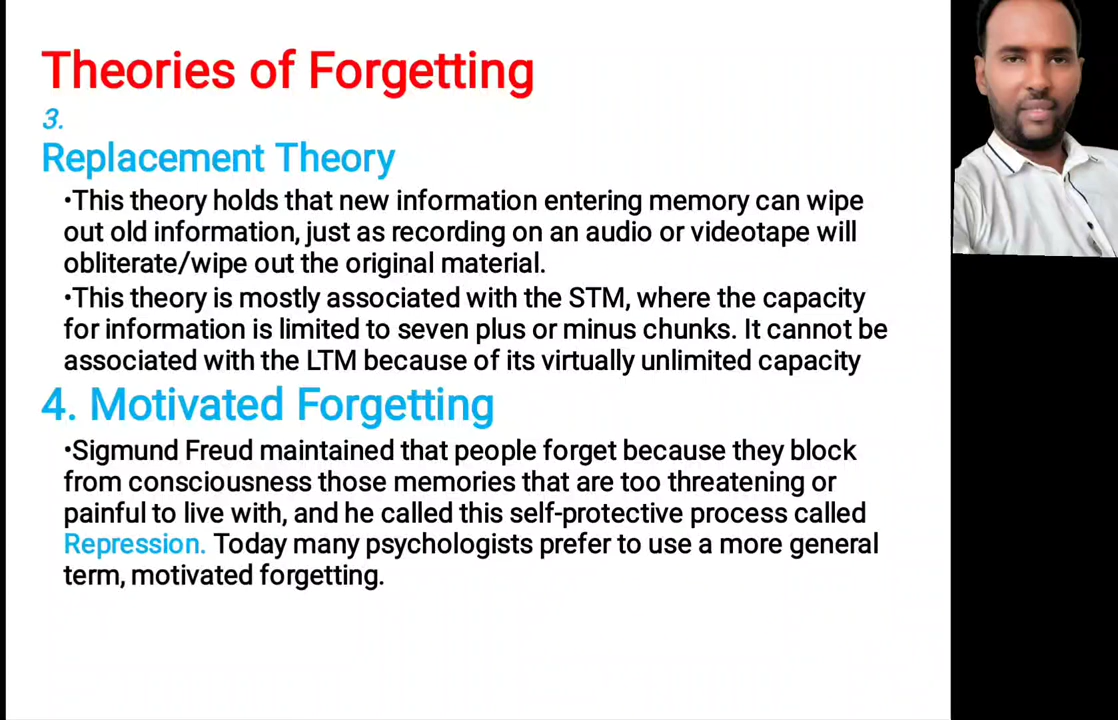 Theories of Forgetting
3.
Replacement Theory
•This theory holds that new information entering memory can wipe
out old information, just as recording on an audio or videotape will
obliterate/wipe out the original material.
•This theory is mostly associated with the STM, where the capacity
for information is limited to seven plus or minus chunks. It cannot be
associated with the LTM because of its virtually unlimited capacity
4. Motivated Forgetting
•Sigmund Freud maintained that people forget because they block
from consciousness those memories that are too threatening or
painful to live with, and he called this self-protective process called
Repression. Today many psychologists prefer to use a more general
term, motivated forgetting.